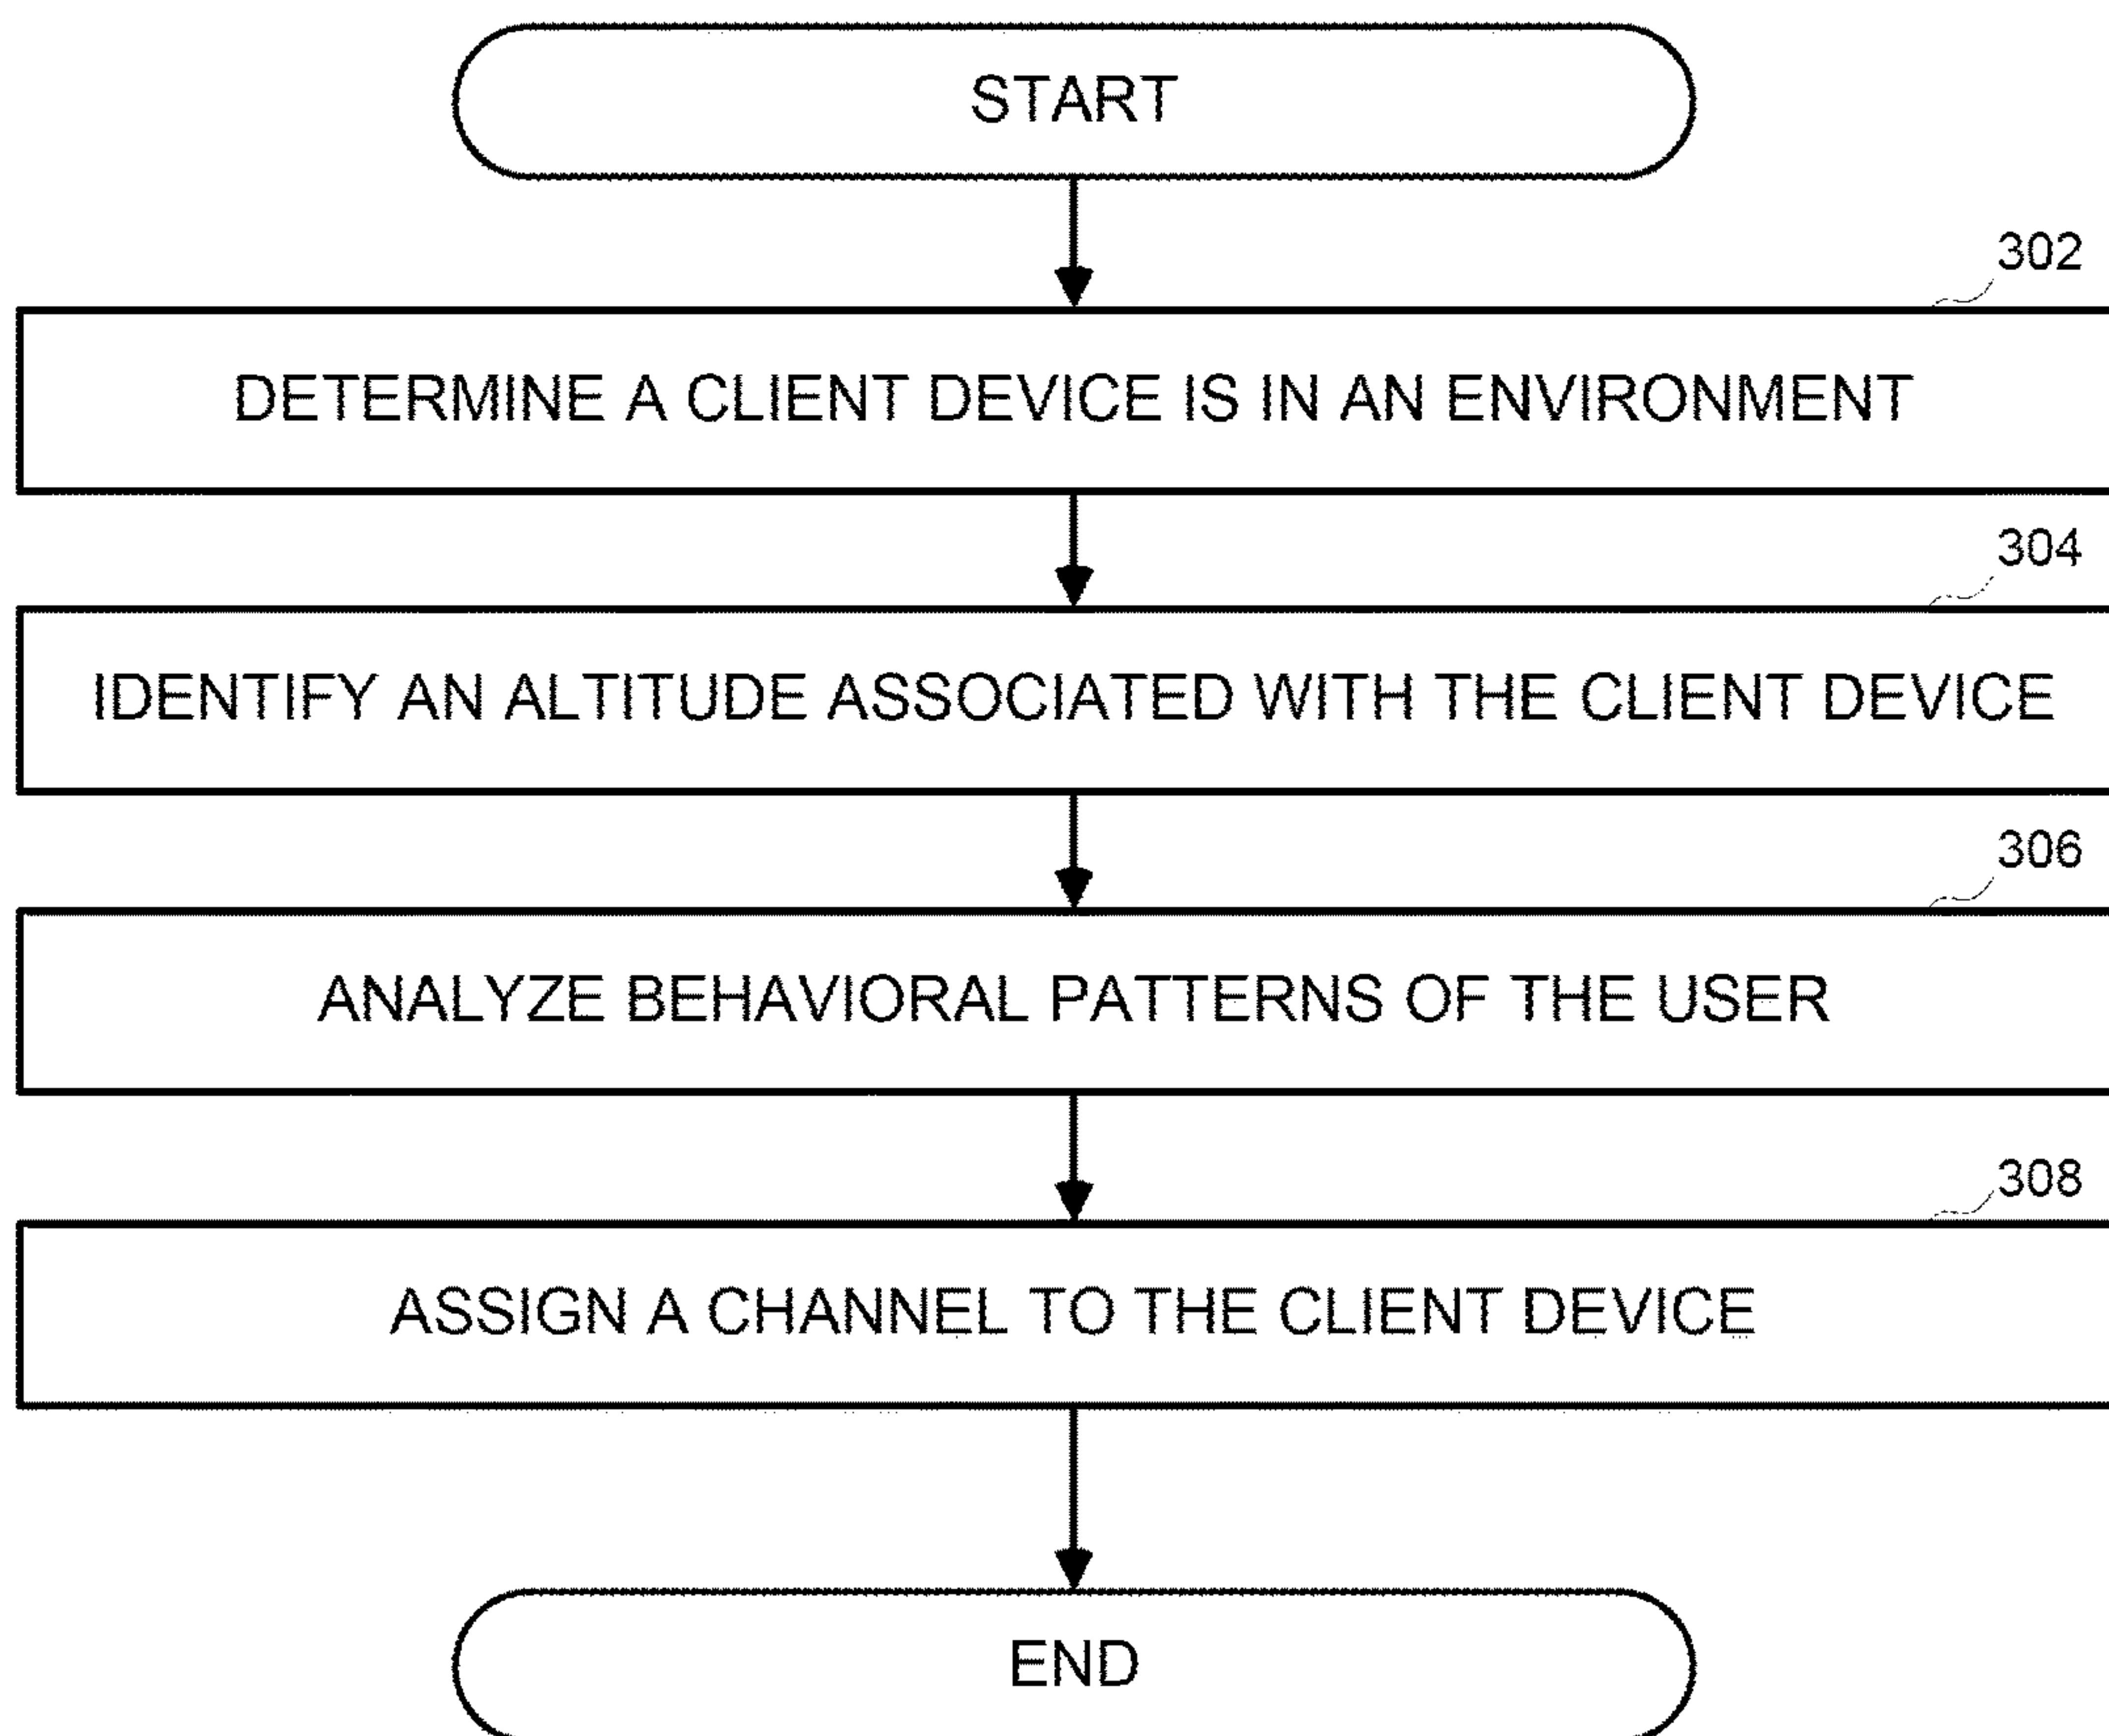 START
302
DETERMINE A CLIENT DEVICE IS IN AN ENVIRONMENT
304
IDENTIFY AN ALTITUDE ASSOCIATED WITH THE CLIENT DEVICE
306
ANALYZE BEHAVIORAL PATTERNS OF THE USER
308
ASSIGN A CHANNEL TO THE CLIENT DEVICE
END